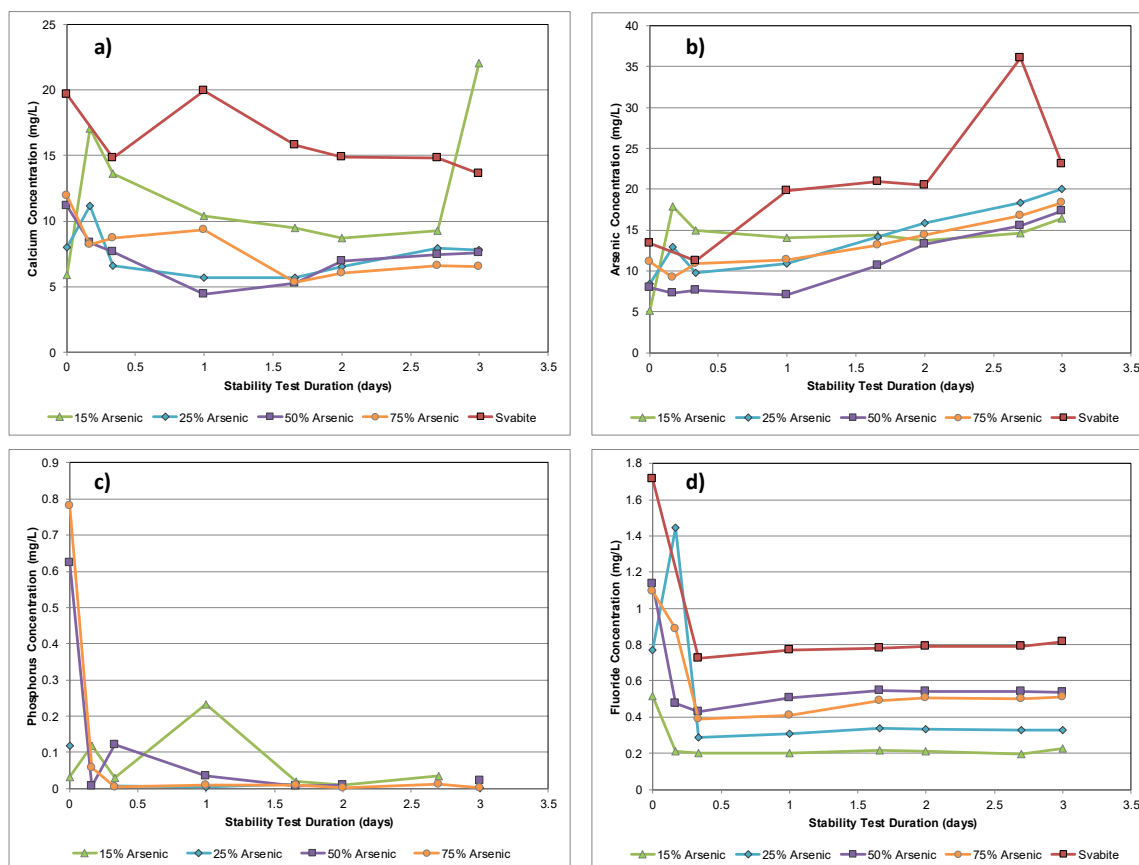 a)
Calcium Concentration (mg/L)
25
20
15
10
5
0
0 0.5 1 1.5 2 2.5 3 3.5
Stability Test Duration (days)
15% Arsenic 25% Arsenic 50% Arsenic 75% Arsenic Svabite
b)
Arsenic Concentration (mg/L)
40
35
30
25
20
15
10
5
0
0 0.5 1 1.5 2 2.5 3 3.5
Stability Test Duration (days)
15% Arsenic 25% Arsenic 50% Arsenic 75% Arsenic Svabite
c)
Phosphorus Concentration (mg/L)
0.9
0.8
0.7
0.6
0.5
0.4
0.3
0.2
0.1
0
0 0.5 1 1.5 2 2.5 3 3.5
Stability Test Duration (days)
15% Arsenic 25% Arsenic 50% Arsenic 75% Arsenic
d)
Fluoride Concentration (mg/L)
1.8
1.6
1.4
1.2
1
0.8
0.6
0.4
0.2
0
0 0.5 1 1.5 2 2.5 3 3.5
Stability Test Duration (days)
15% Arsenic 25% Arsenic 50% Arsenic 75% Arsenic Svabite